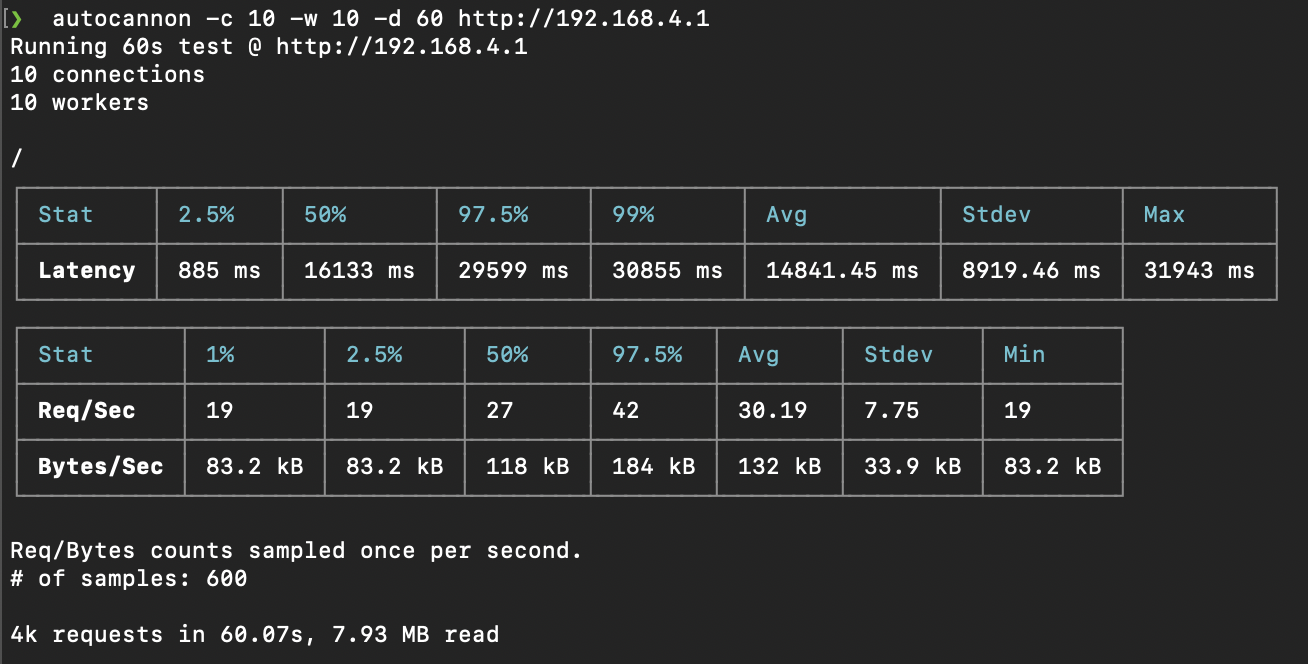 [❯ autocannon -c 10 -w 10 -d 60 http://192.168.4.1
Running 60s test @ http://192.168.4.1
10 connections
10 workers
/
Stat 2.5% 50% 97.5% 99% Avg Stdev Max
Latency 885 ms 16133 ms 29599 ms 30855 ms 14841.45 ms 8919.46 ms 31943 ms
Stat 1% 2.5% 50% 97.5% Avg Stdev Min
Req/Sec 19 19 27 42 30.19 7.75 19
Bytes/Sec 83.2 kB 83.2 kB 118 kB 184 kB 132 kB 33.9 kB 83.2 kB
Req/Bytes counts sampled once per second.
# of samples: 600
4k requests in 60.07s, 7.93 MB read